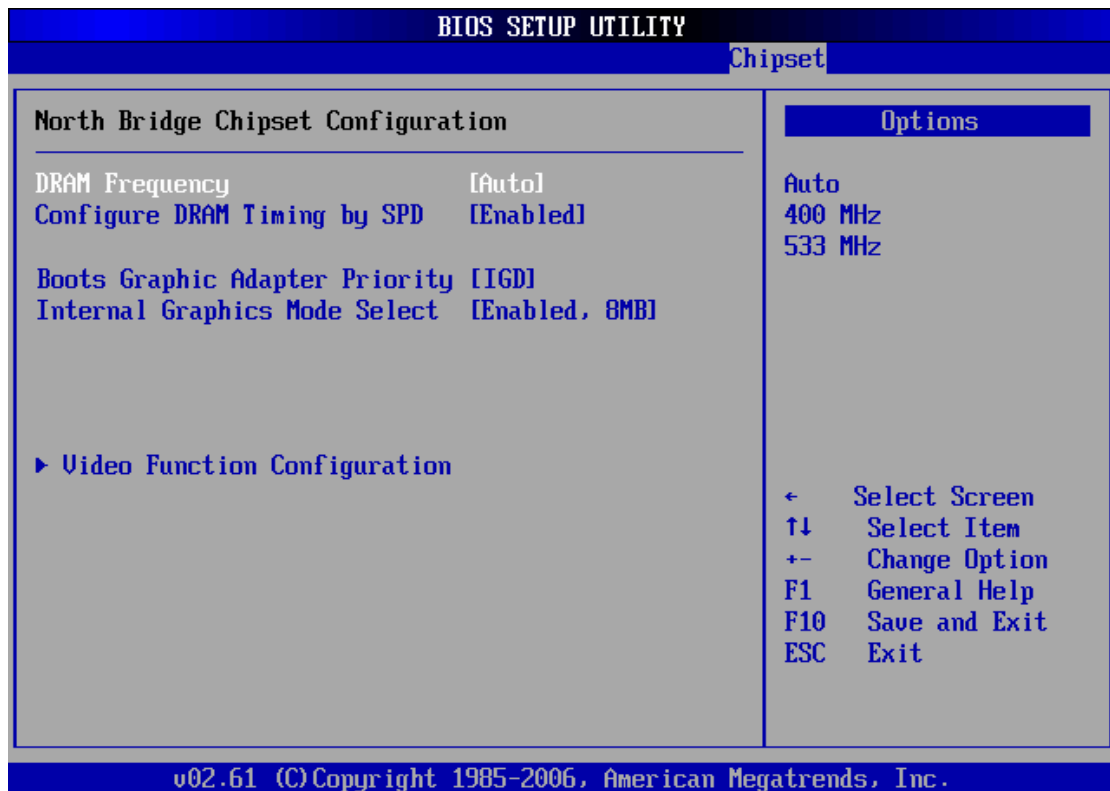 BIOS SETUP UTILITY
Chipset
North Bridge Chipset Configuration
DRAM Frequency [Auto]
Configure DRAM Timing by SPD [Enabled]
Boots Graphic Adapter Priority [IGD]
Internal Graphics Mode Select [Enabled, 8MB]
▶ Video Function Configuration
Options
Auto
400 MHz
533 MHz
← Select Screen
↑↓ Select Item
+- Change Option
F1 General Help
F10 Save and Exit
ESC Exit
v02.61 (C)Copyright 1985-2006, American Megatrends, Inc.